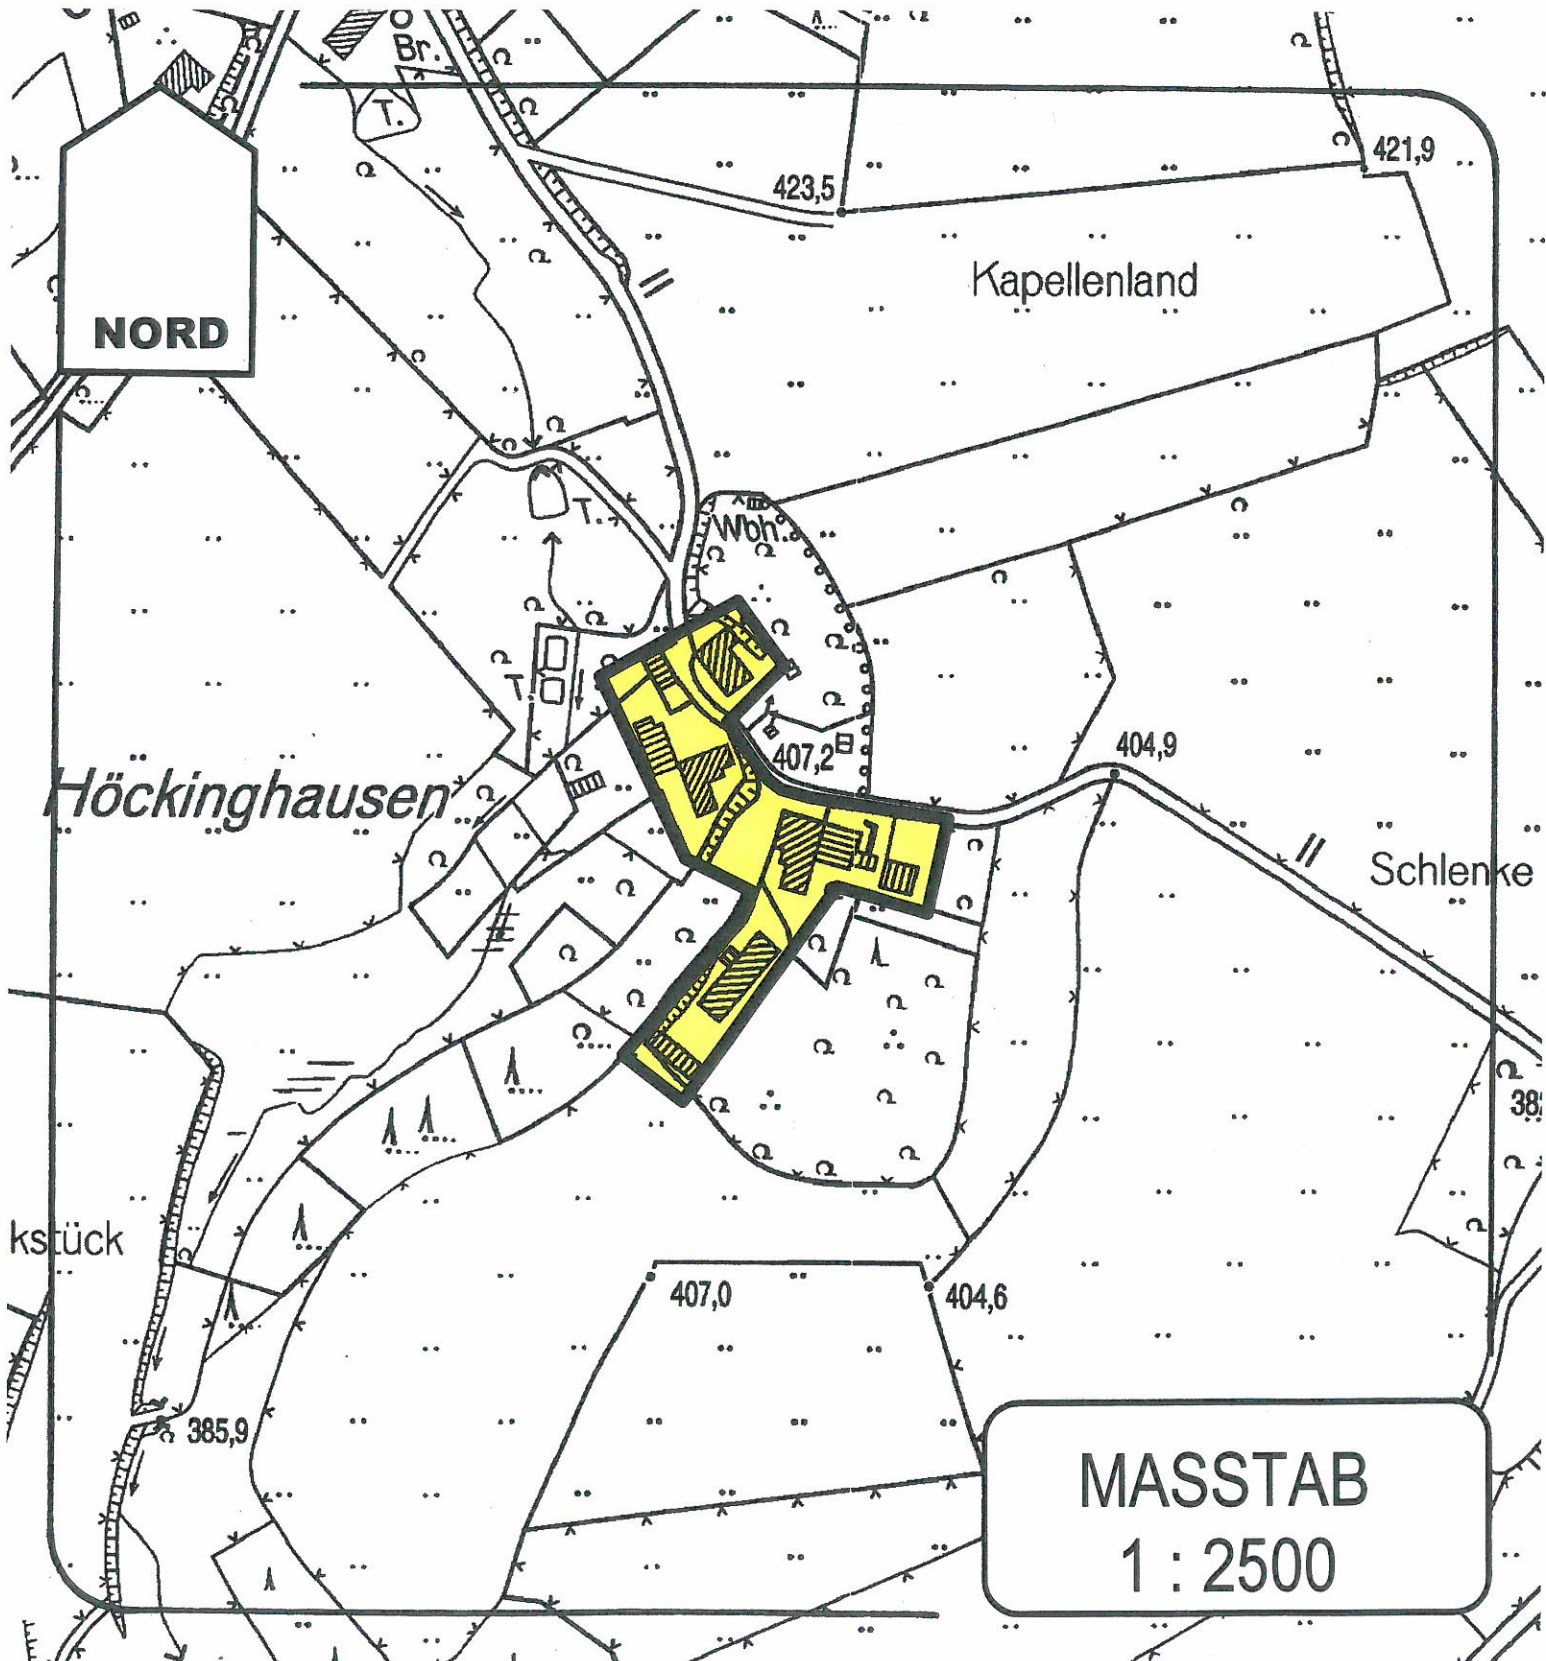 Br.
T.
421,9
423,5
Kapellenland
NORD
T.
Wbh.
T.
404,9
407,2
Höckinghausen
Schlenke
kstück
407,0
404,6
385,9
MASSTAB
1 : 2500